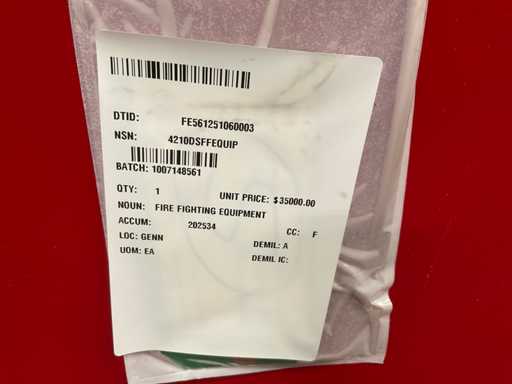 DTID: FE561251060003
NSN: 4210DSFFEQUIP
BATCH: 1007148561
QTY: 1 UNIT PRICE: $35000.00
NOUN: FIRE FIGHTING EQUIPMENT
ACCUM: 202534 CC: F
LOC: GENN DEMIL: A
UOM: EA DEMIL IC: